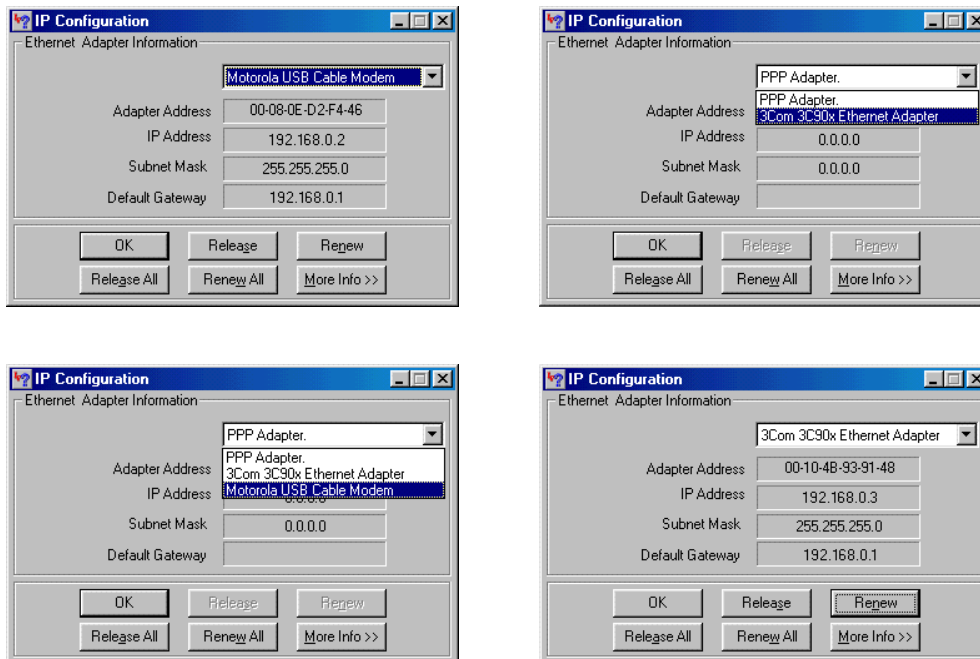 IP Configuration
Ethernet Adapter Information
Motorola USB Cable Modem
Adapter Address 00-08-0E-D2-F4-46
IP Address 192.168.0.2
Subnet Mask 255.255.255.0
Default Gateway 192.168.0.1
OK Release Renew
Release All Renew All More Info >>
IP Configuration
Ethernet Adapter Information
PPP Adapter.
PPP Adapter.
3Com 3C90x Ethernet Adapter
Adapter Address
IP Address 0.0.0.0
Subnet Mask 0.0.0.0
Default Gateway
OK Release Renew
Release All Renew All More Info >>
IP Configuration
Ethernet Adapter Information
PPP Adapter.
PPP Adapter.
3Com 3C90x Ethernet Adapter
Motorola USB Cable Modem
Adapter Address
IP Address 0.0.0.0
Subnet Mask 0.0.0.0
Default Gateway
OK Release Renew
Release All Renew All More Info >>
IP Configuration
Ethernet Adapter Information
3Com 3C90x Ethernet Adapter
Adapter Address 00-10-4B-93-91-48
IP Address 192.168.0.3
Subnet Mask 255.255.255.0
Default Gateway 192.168.0.1
OK Release Renew
Release All Renew All More Info >>